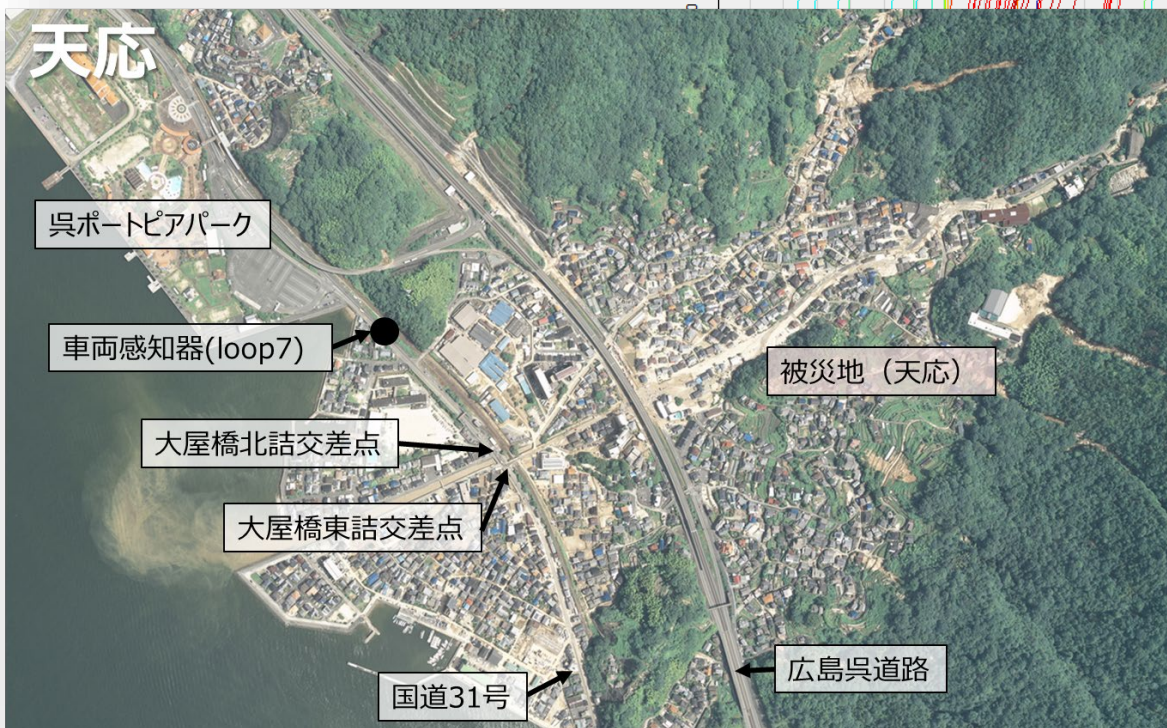 天応
呉ポートピアパーク
車両感知器(loop7)
被災地（天応）
大屋橋北詰交差点
大屋橋東詰交差点
広島呉道路
国道31号